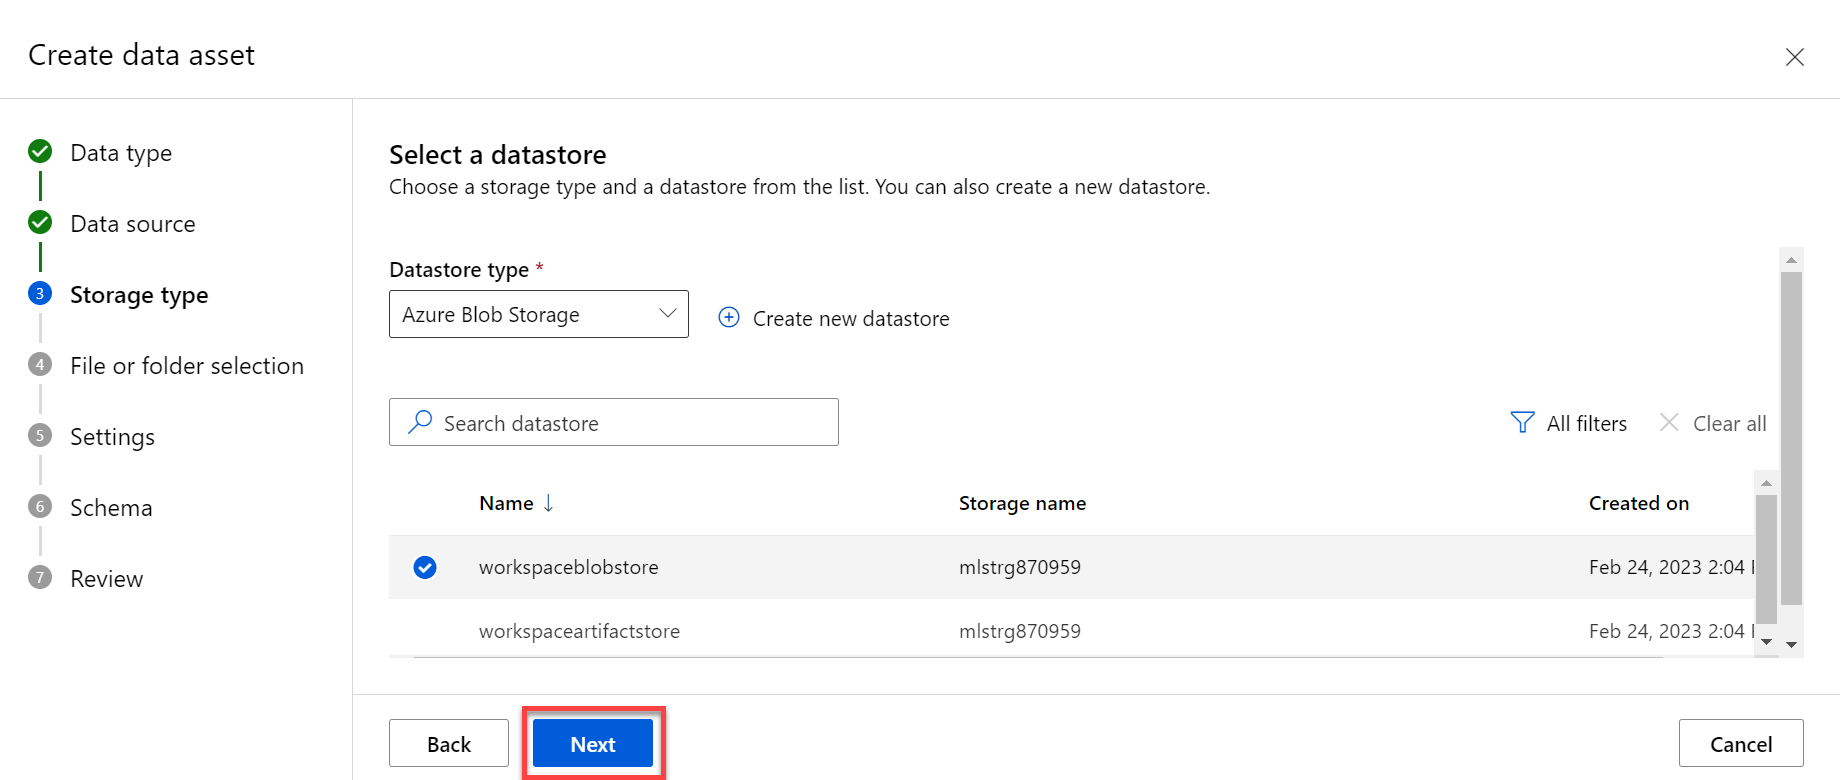 Create data asset
Data type
Data source
3 Storage type
4 File or folder selection
5 Settings
6 Schema
7 Review
Select a datastore
Choose a storage type and a datastore from the list. You can also create a new datastore.
Datastore type *
Azure Blob Storage
Create new datastore
Search datastore
All filters
Clear all
Name ↓ Storage name Created on
workspaceblobstore mlstrg870959 Feb 24, 2023 2:04
workspaceartifactstore mlstrg870959 Feb 24, 2023 2:04
Back
Next
Cancel